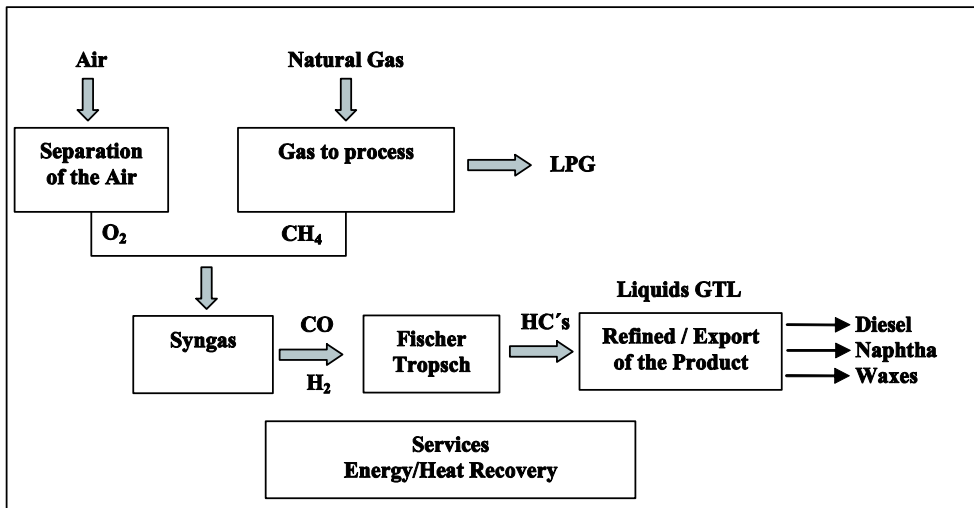 Air
Natural Gas
Separation
of the Air
Gas to process
LPG
O₂
CH₄
Liquids GTL
Syngas
CO
H₂
Fischer
Tropsch
HC´s
Refined / Export
of the Product
Diesel
Naphtha
Waxes
Services
Energy/Heat Recovery